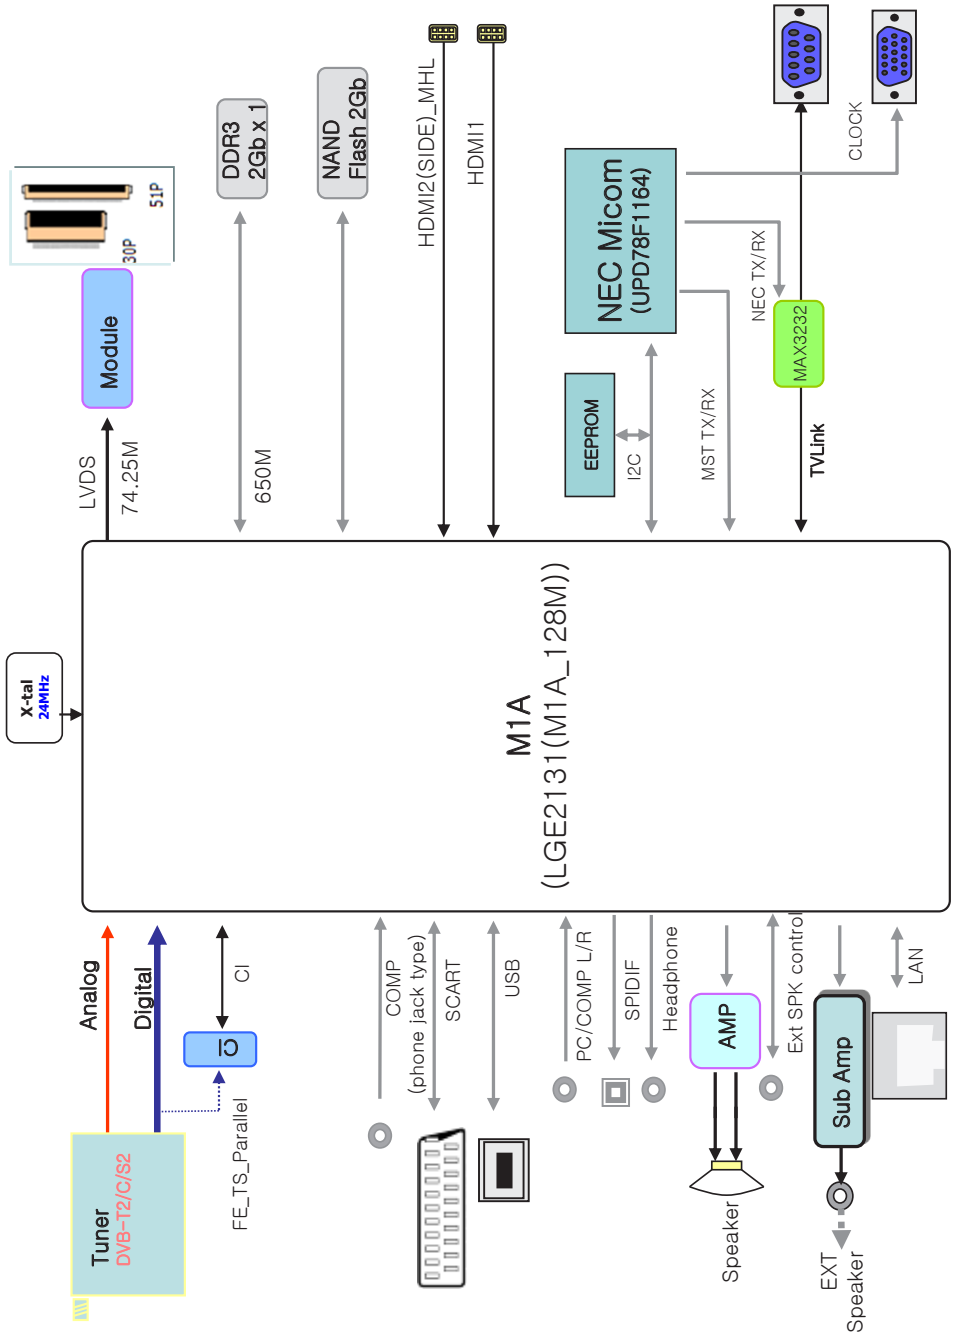 Tuner
DVB-T2/C/S2
Analog
Digital
FE_TS_Parallel
CI
CI
X-tal
24MHz
LVDS
74.25M
Module
30P
51P
DDR3
2Gb x 1
650M
NAND
Flash 2Gb
HDMI2(SIDE)_MHL
HDMI1
M1A
(LGE2131(M1A_128M))
COMP
(phone jack type)
SCART
USB
EEPROM
I2C
NEC Micom
(UPD78F1164)
MST TX/RX
NEC TX/RX
MAX3232
TVLink
CLOCK
PC/COMP L/R
SPIDIF
Headphone
AMP
Speaker
Ext SPK control
Sub Amp
EXT
Speaker
LAN